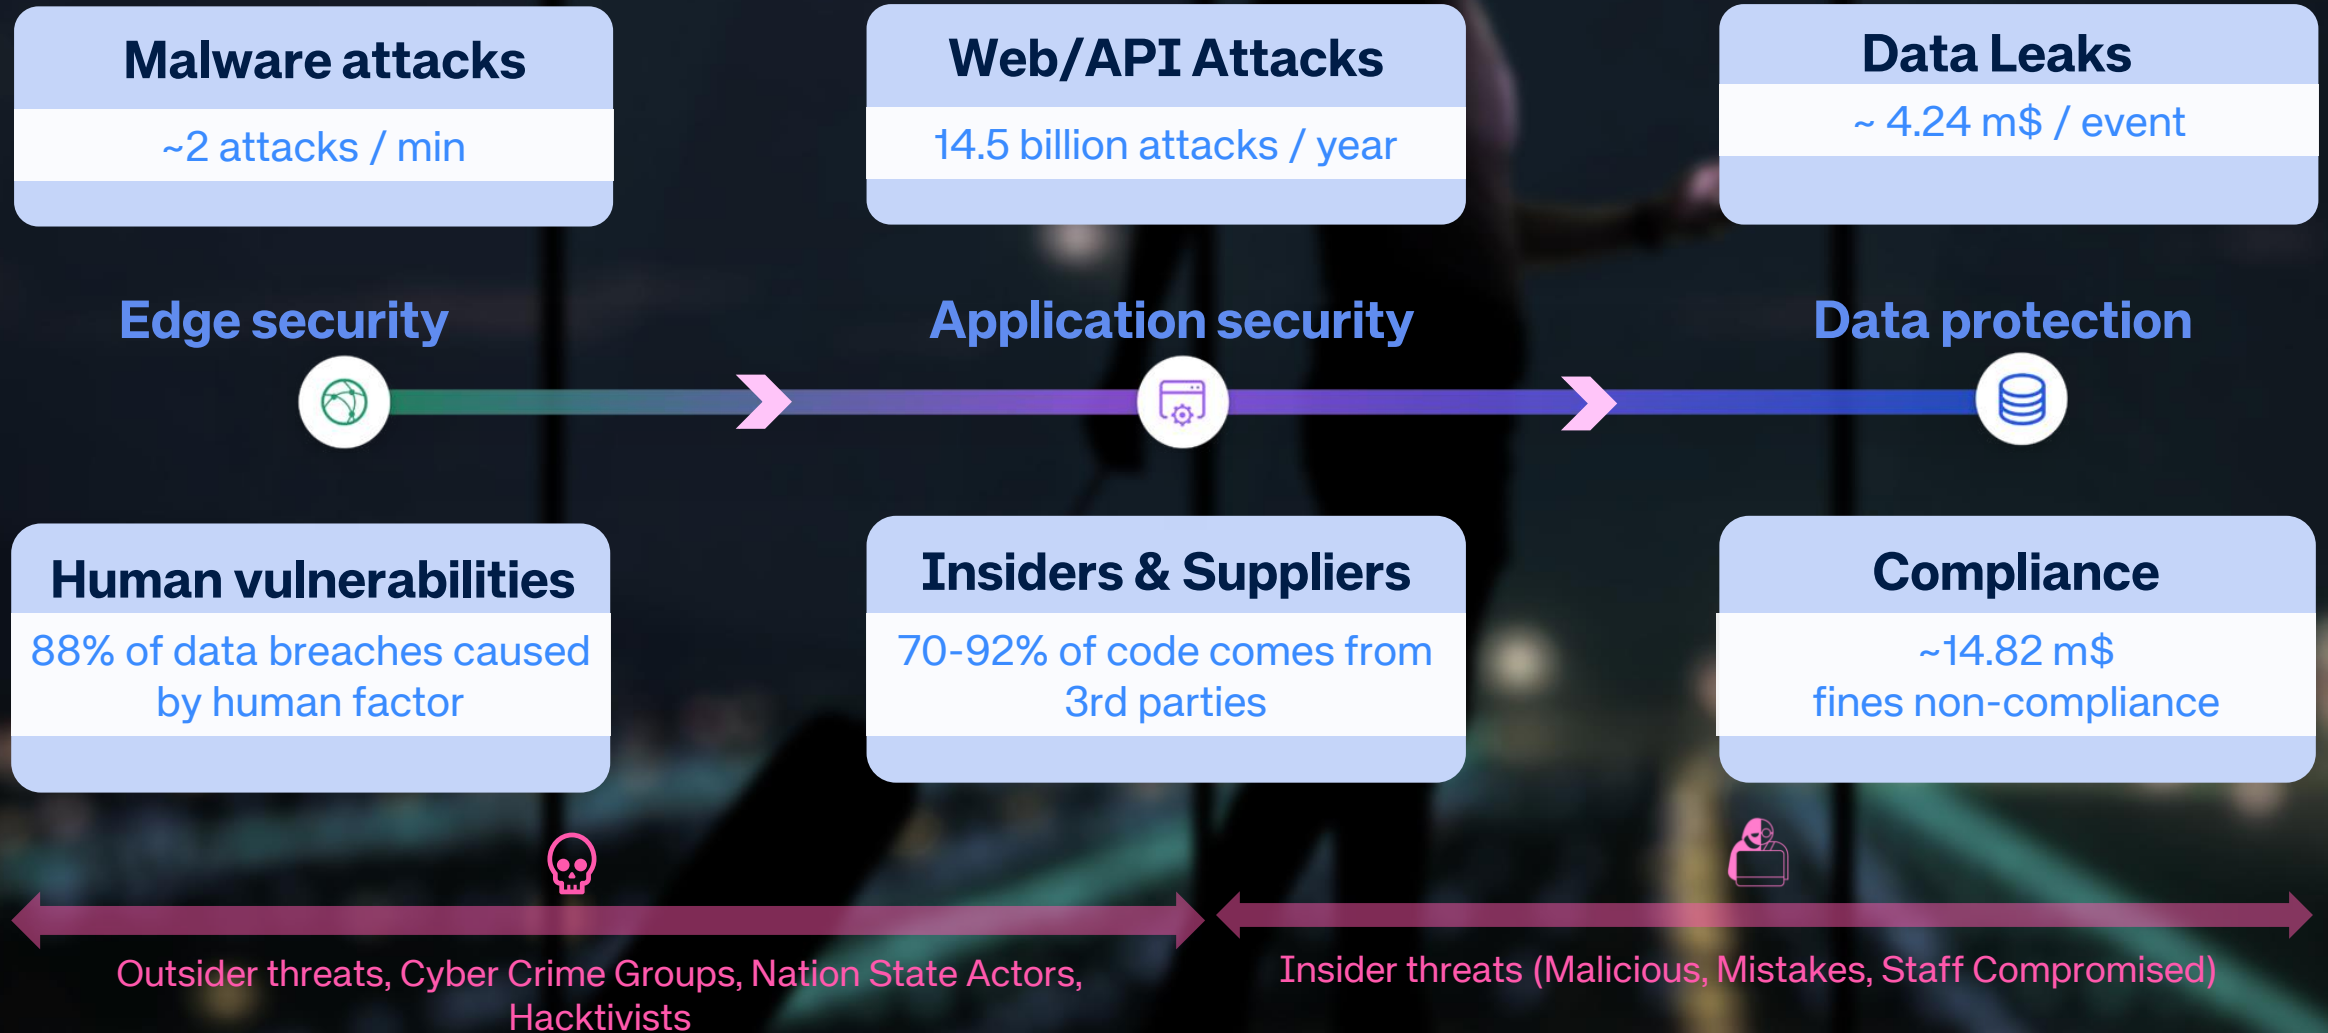 Malware attacks
~2 attacks / min
Web/API Attacks
14.5 billion attacks / year
Data Leaks
~ 4.24 m$ / event
Edge security
Application security
Data protection
Human vulnerabilities
88% of data breaches caused
by human factor
Insiders & Suppliers
70-92% of code comes from
3rd parties
Compliance
~14.82 m$
fines non-compliance
Outsider threats, Cyber Crime Groups, Nation State Actors,
Hacktivists
Insider threats (Malicious, Mistakes, Staff Compromised)